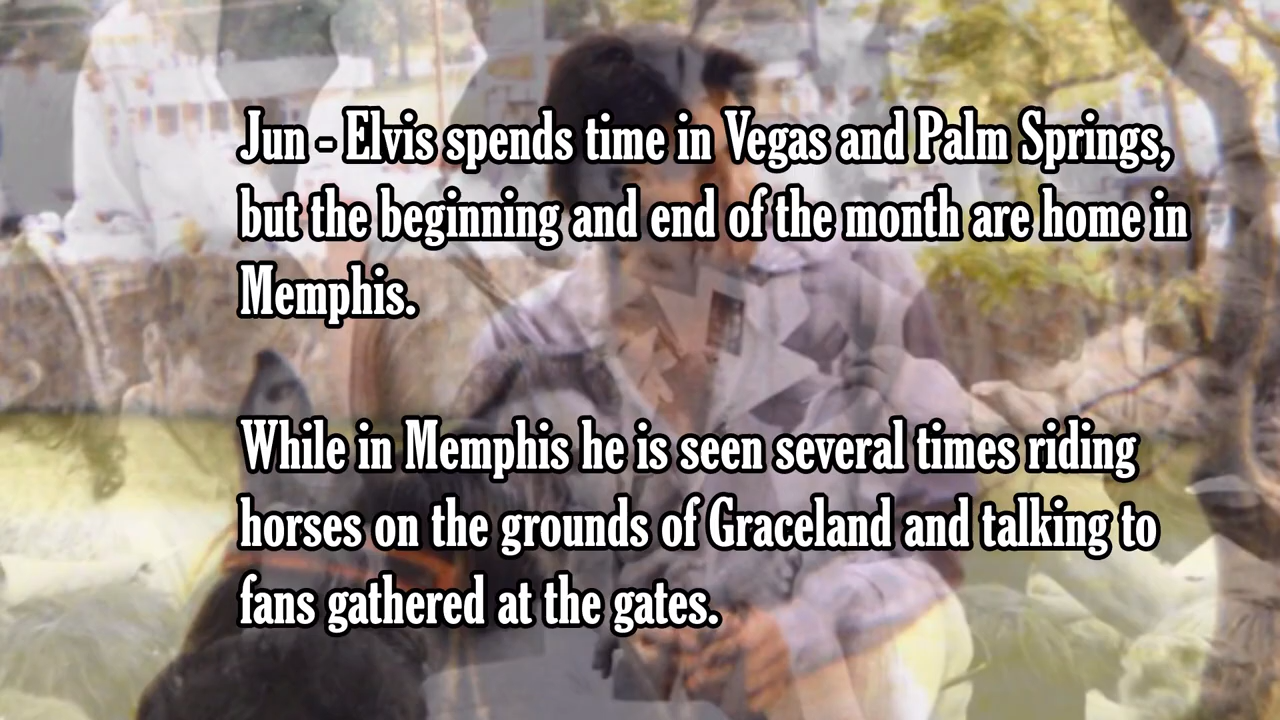 Jun - Elvis spends time in Vegas and Palm Springs,
but the beginning and end of the month are home in
Memphis.
While in Memphis he is seen several times riding
horses on the grounds of Graceland and talking to
fans gathered at the gates.